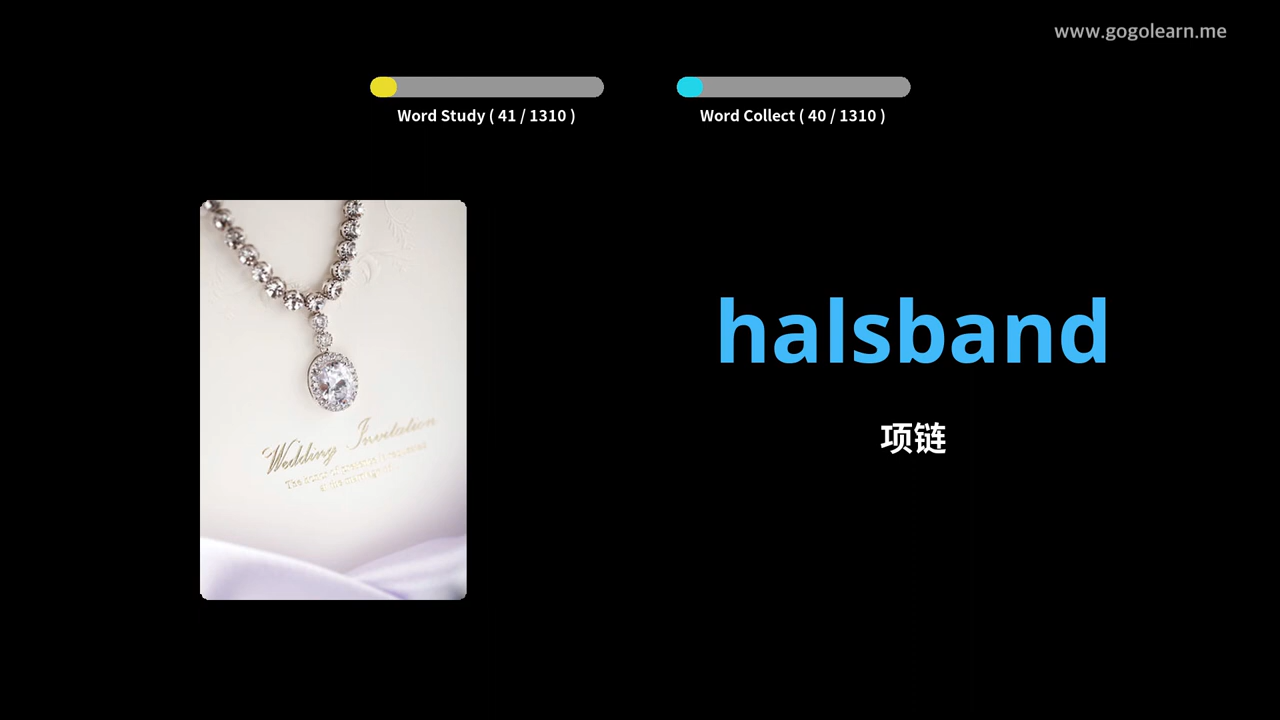 www.gogolearn.me
Word Study ( 41 / 1310 )
Word Collect ( 40 / 1310 )
halsband
项链
Wedding Invitation